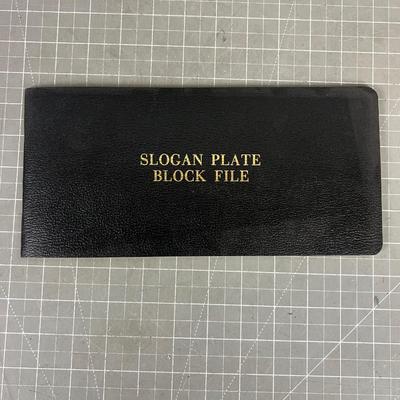 SLOGAN PLATE
BLOCK FILE